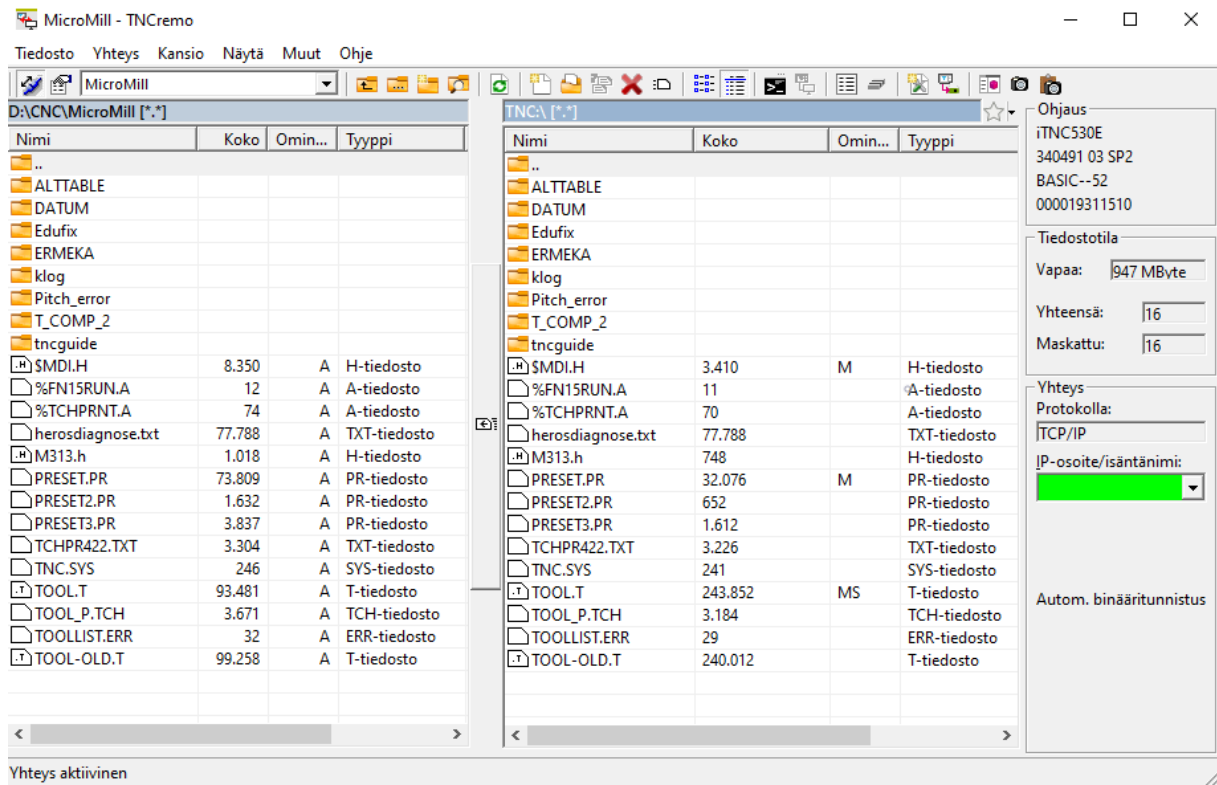 MicroMill - TNCremo
Tiedosto Yhteys Kansio Näytä Muut Ohje
MicroMill
D:\CNC\MicroMill [*.*]
Nimi Koko Omin... Tyyppi
..
ALTTABLE
DATUM
Edufix
ERMEKA
klog
Pitch_error
T_COMP_2
tncguide
$MDI.H 8.350 A H-tiedosto
%FN15RUN.A 12 A A-tiedosto
%TCHPRNT.A 74 A A-tiedosto
herosdiagnose.txt 77.788 A TXT-tiedosto
M313.h 1.018 A H-tiedosto
PRESET.PR 73.809 A PR-tiedosto
PRESET2.PR 1.632 A PR-tiedosto
PRESET3.PR 3.837 A PR-tiedosto
TCHPR422.TXT 3.304 A TXT-tiedosto
TNC.SYS 246 A SYS-tiedosto
TOOL.T 93.481 A T-tiedosto
TOOL_P.TCH 3.671 A TCH-tiedosto
TOOLLIST.ERR 32 A ERR-tiedosto
TOOL-OLD.T 99.258 A T-tiedosto
TNC:\ [*.*]
Nimi Koko Omin... Tyyppi
..
ALTTABLE
DATUM
Edufix
ERMEKA
klog
Pitch_error
T_COMP_2
tncguide
$MDI.H 3.410 M H-tiedosto
%FN15RUN.A 11 A-tiedosto
%TCHPRNT.A 70 A-tiedosto
herosdiagnose.txt 77.788 TXT-tiedosto
M313.h 748 H-tiedosto
PRESET.PR 32.076 M PR-tiedosto
PRESET2.PR 652 PR-tiedosto
PRESET3.PR 1.612 PR-tiedosto
TCHPR422.TXT 3.226 TXT-tiedosto
TNC.SYS 241 SYS-tiedosto
TOOL.T 243.852 MS T-tiedosto
TOOL_P.TCH 3.184 TCH-tiedosto
TOOLLIST.ERR 29 ERR-tiedosto
TOOL-OLD.T 240.012 T-tiedosto
Ohjaus
iTNC530E
340491 03 SP2
BASIC--52
000019311510
Tiedostotila
Vapaa: 947 MByte
Yhteensä: 16
Maskattu: 16
Yhteys
Protokolla:
TCP/IP
IP-osoite/isäntänimi:
Autom. binääritunnistus
Yhteys aktiivinen